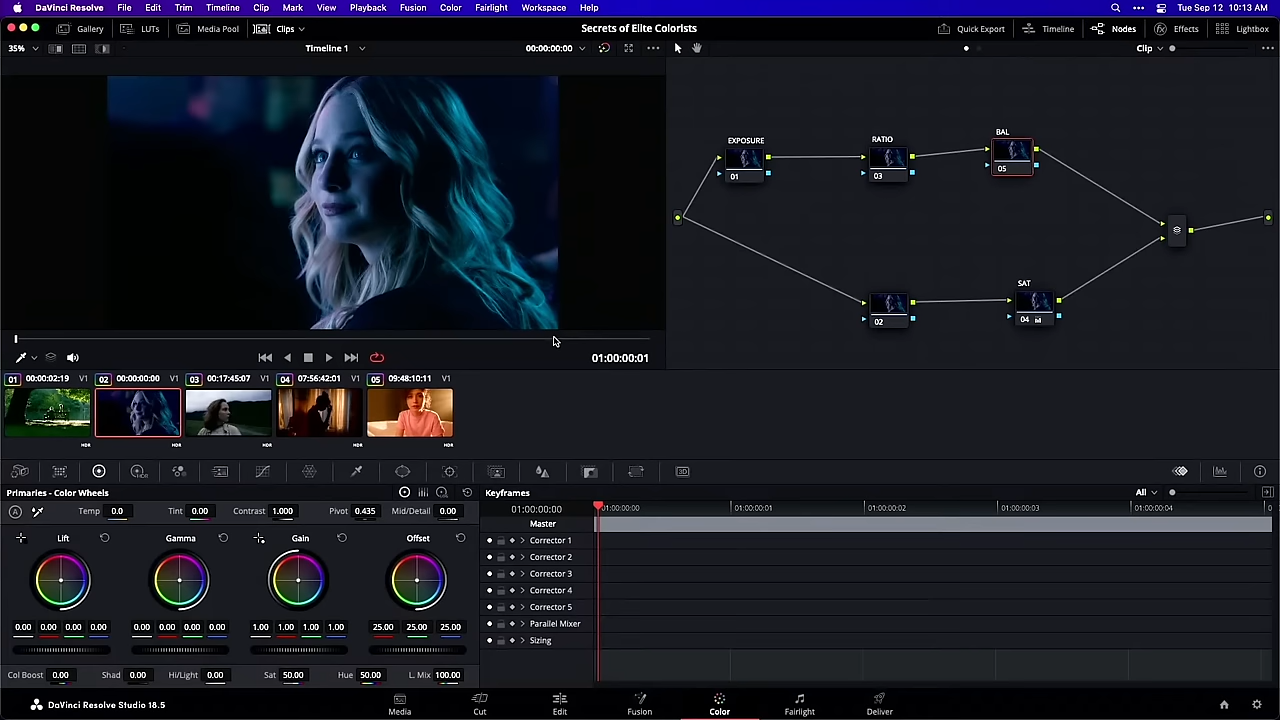 DaVinci Resolve File Edit Trim Timeline Clip Mark View Playback Fusion Color Fairlight Workspace Help Tue Sep 12 10:13 AM
Gallery LUTs Media Pool Clips Secrets of Elite Colorists Quick Export Timeline Nodes Effects Lightbox
35% Timeline 1 00:00:00:00 Clip
BAL
EXPOSURE RATIO
01 03 05
SAT
02 04
01:00:00:01
01 00:00:02:19 V1 02 00:00:00:00 V1 03 00:17:45:07 V1 04 07:56:42:01 V1 05 09:48:10:11 V1
HDR HDR HDR HDR HDR
HDR 3D
Primaries - Color Wheels Keyframes All
A Temp 0.0 Tint 0.00 Contrast 1.000 Pivot 0.435 Mid/Detail 0.00 01:00:00:00 01:00:00:00 01:00:00:01 01:00:00:02 01:00:00:03 01:00:00:04 0
Master
Lift Gamma Gain Offset Corrector 1
Corrector 2
Corrector 3
Corrector 4
Corrector 5
0.00 0.00 0.00 0.00 0.00 0.00 0.00 0.00 1.00 1.00 1.00 1.00 25.00 25.00 25.00 Parallel Mixer
Sizing
Col Boost 0.00 Shad 0.00 Hi/Light 0.00 Sat 50.00 Hue 50.00 L. Mix 100.00
DaVinci Resolve Studio 18.5 Media Cut Edit Fusion Color Fairlight Deliver